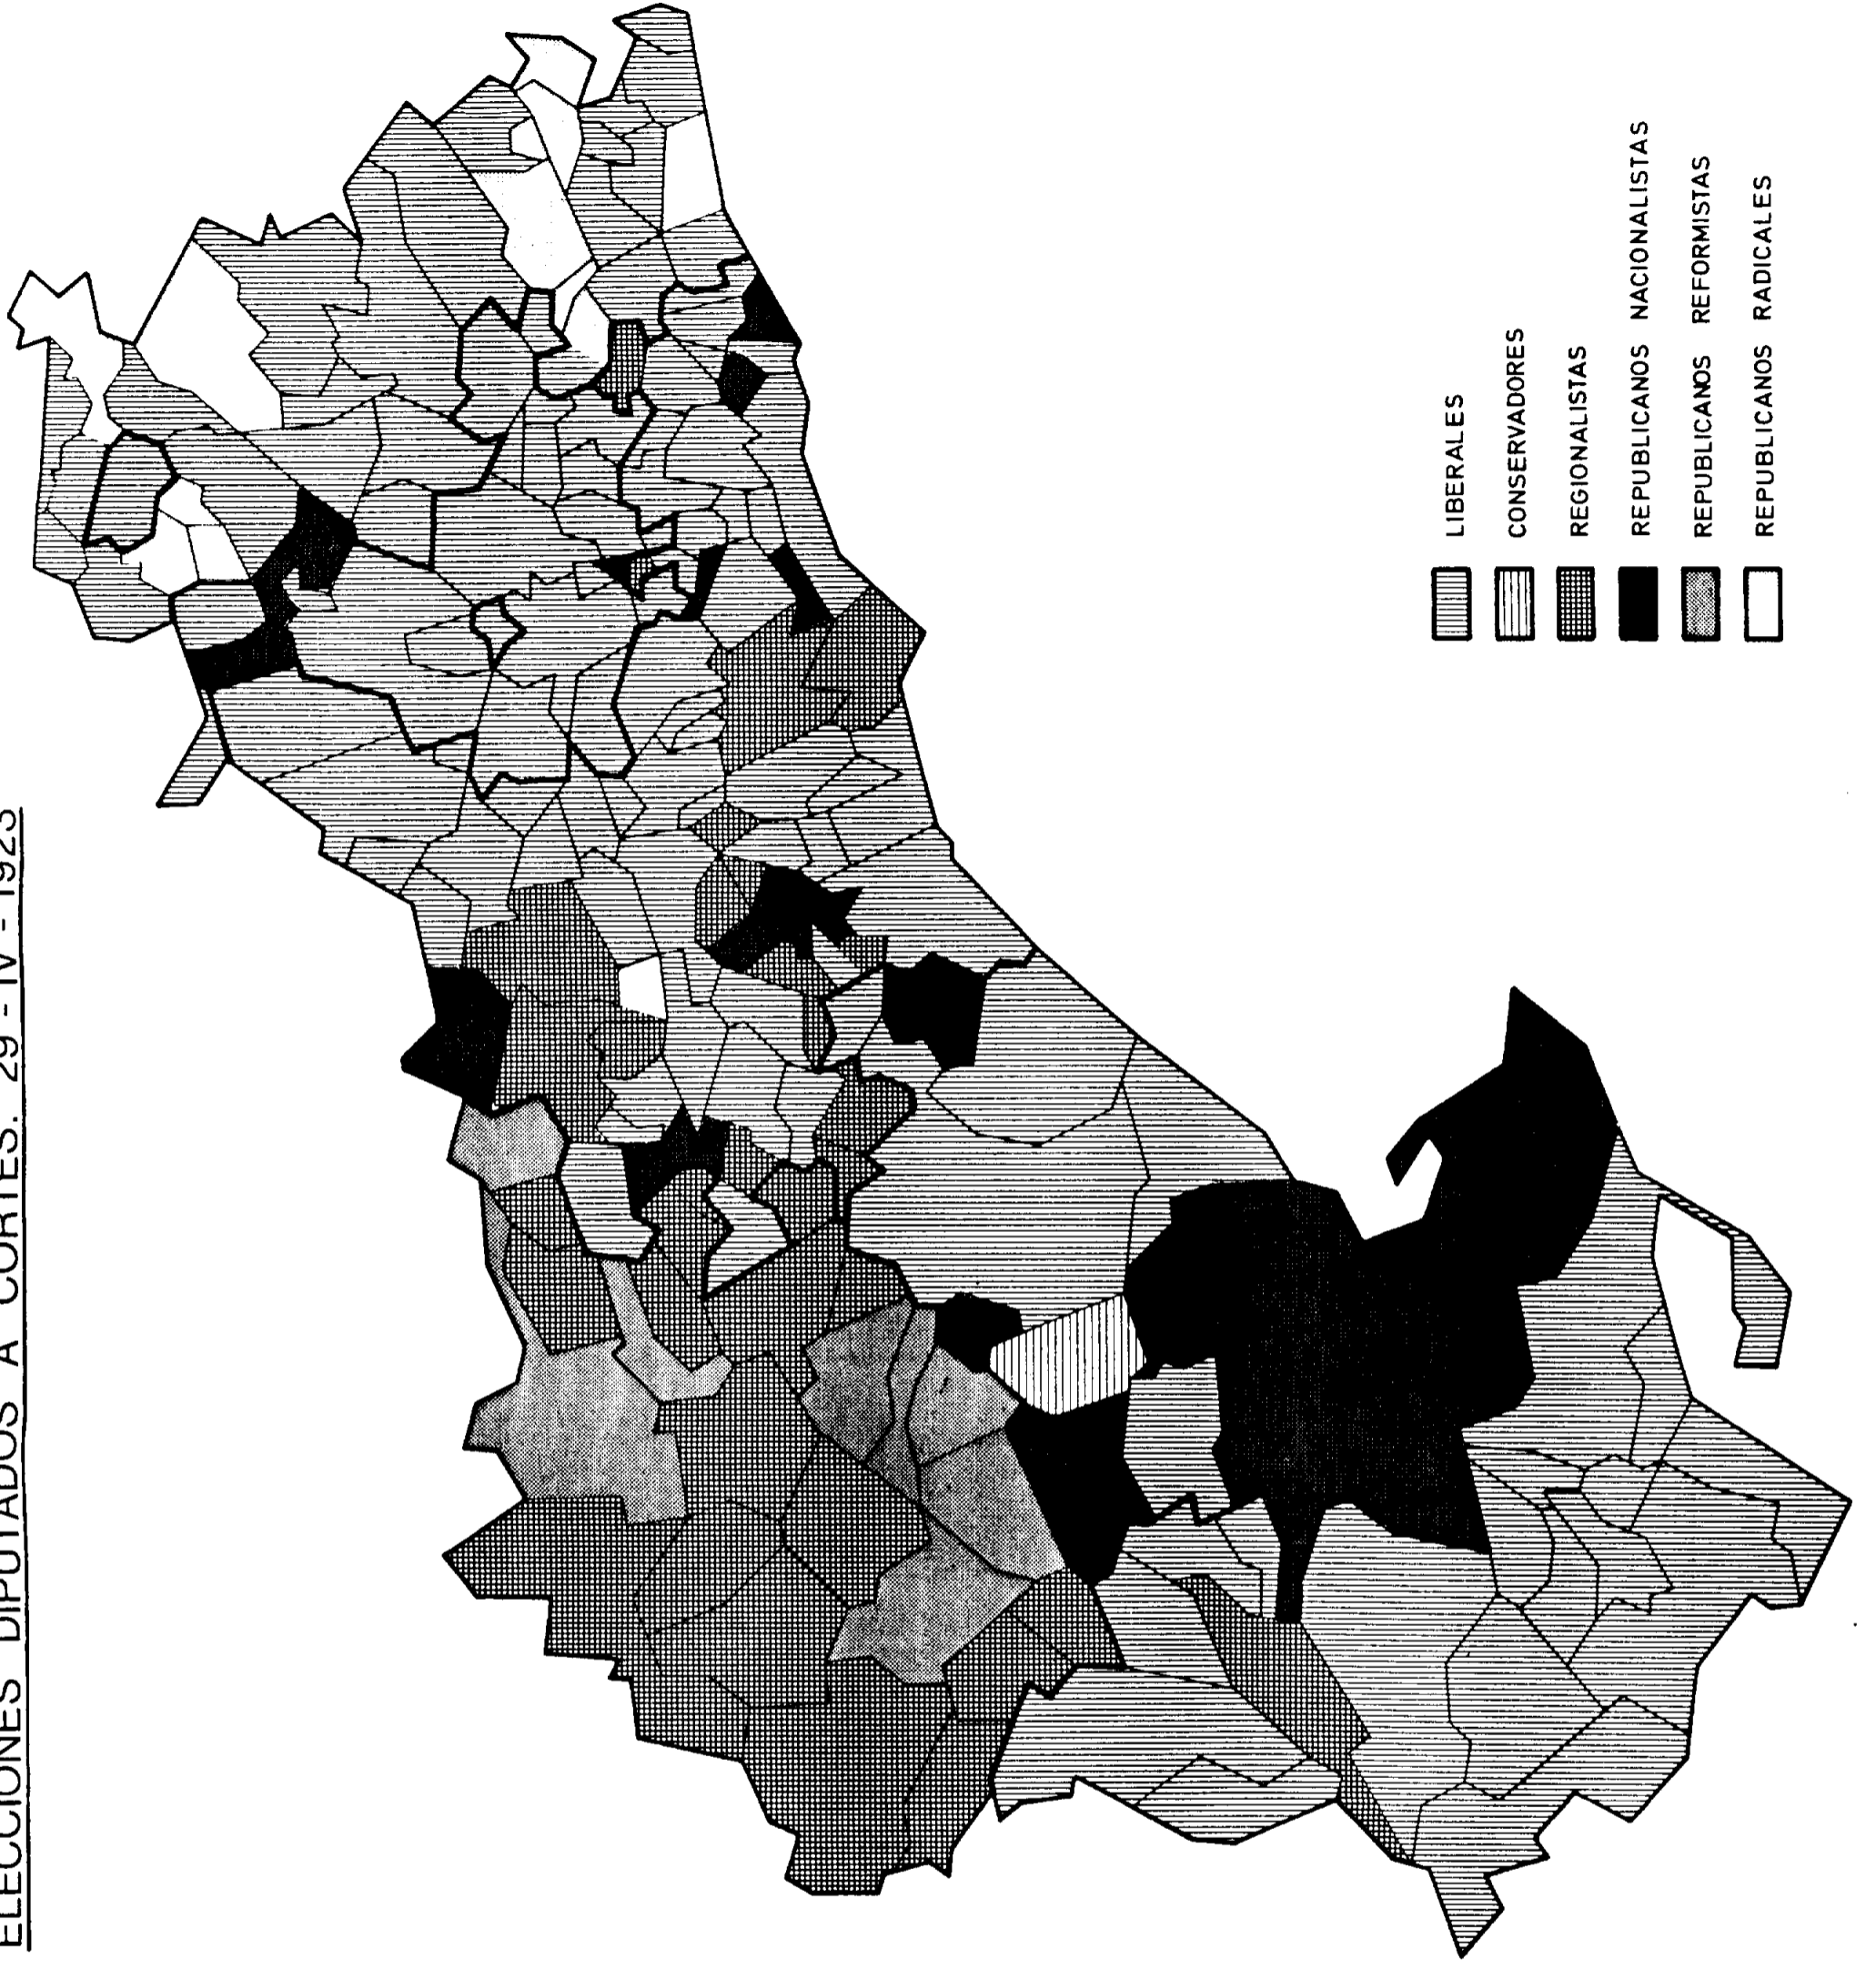 ELECCIONES DIPUTADOS A CORTES. 29 - IV - 1923
LIBERALES
CONSERVADORES
REGIONALISTAS
REPUBLICANOS NACIONALISTAS
REPUBLICANOS REFORMISTAS
REPUBLICANOS RADICALES